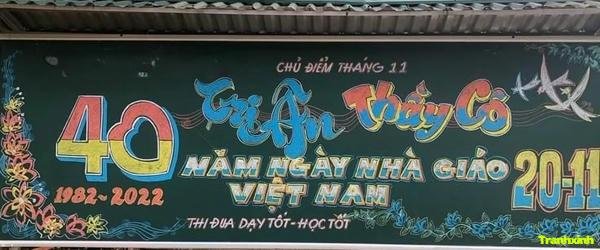 CHỦ ĐIỂM THÁNG 11
Tri Ân Thầy Cô
40 NĂM NGÀY NHÀ GIÁO
VIỆT NAM
20-11
1982~2022
THI ĐUA DẠY TỐT-HỌC TỐT
Tranhxinh